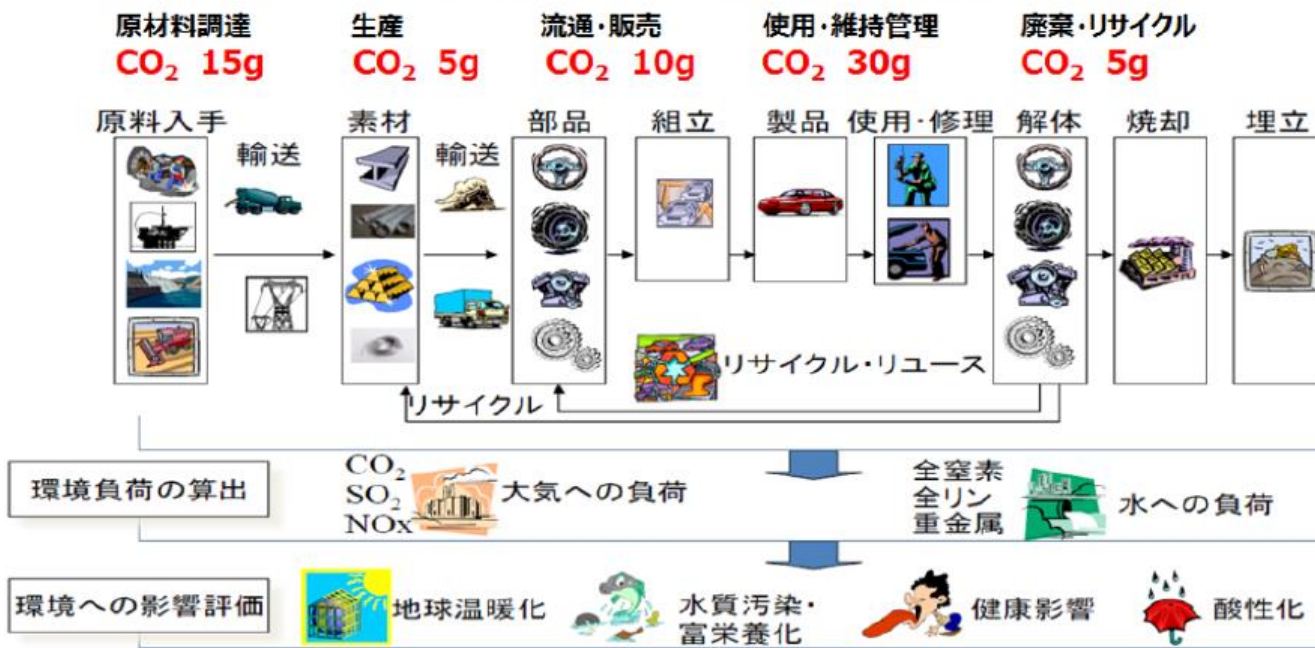 原材料調達
CO₂ 15g
生産
CO₂ 5g
流通・販売
CO₂ 10g
使用・維持管理
CO₂ 30g
廃棄・リサイクル
CO₂ 5g
原料入手
輸送
素材
輸送
部品
組立
製品
使用・修理
解体
焼却
埋立
リサイクル・リユース
リサイクル
環境負荷の算出
CO₂
SO₂
NOx
大気への負荷
全窒素
全リン
重金属
水への負荷
環境への影響評価
地球温暖化
水質汚染・
富栄養化
健康影響
酸性化